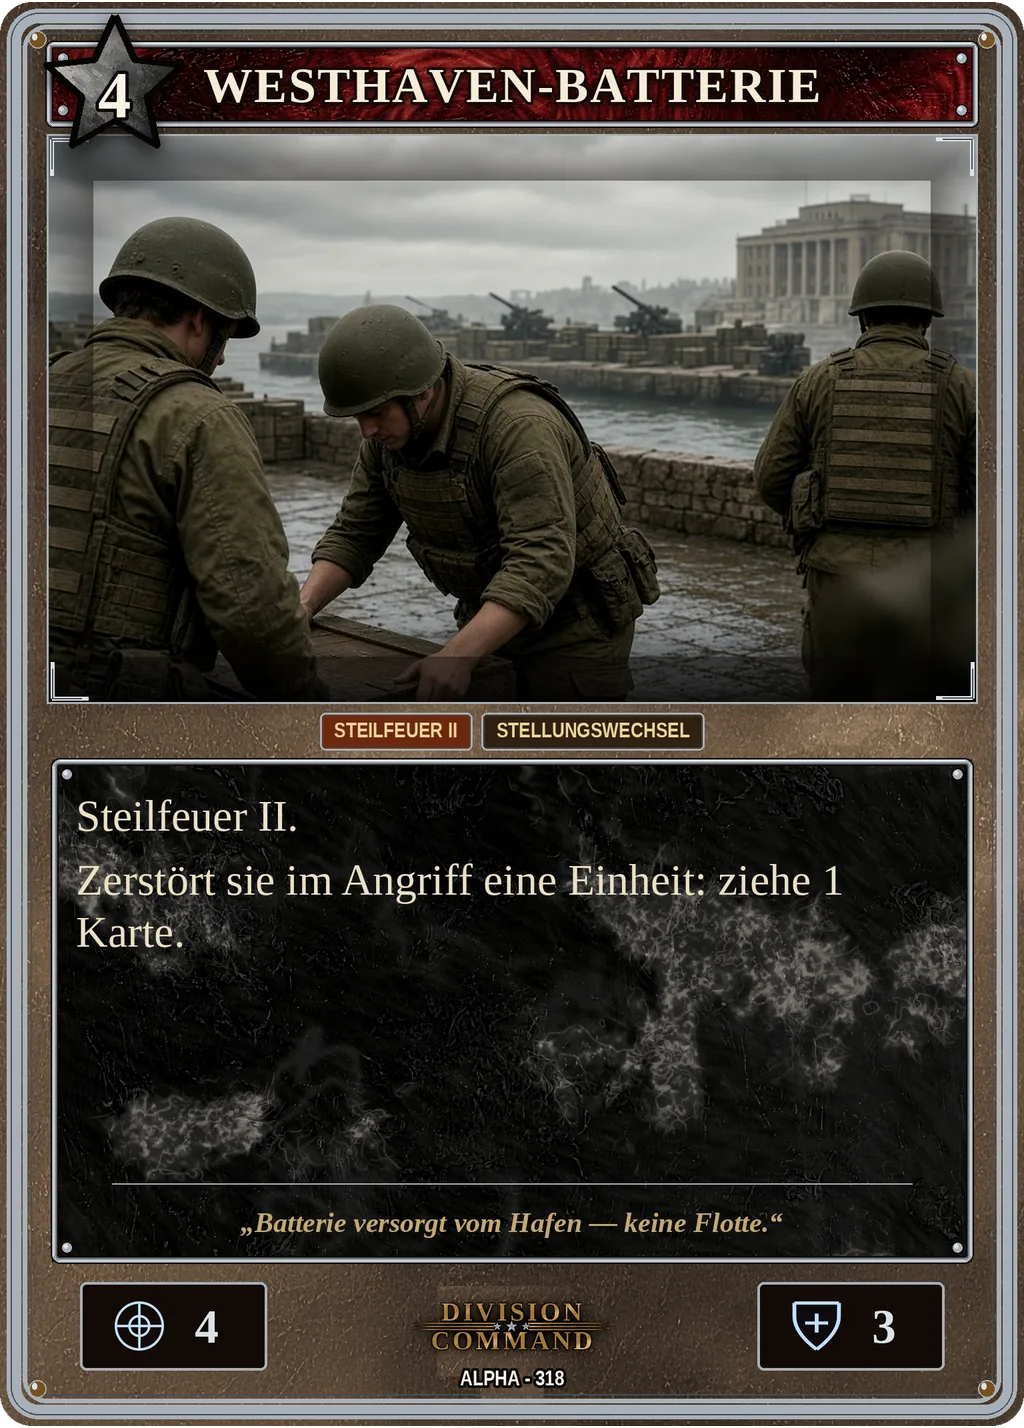 4
WESTHAVEN-BATTERIE
STEILFEUER II
STELLUNGSWECHSEL
Steilfeuer II.
Zerstört sie im Angriff eine Einheit: ziehe 1
Karte.
„Batterie versorgt vom Hafen — keine Flotte.“
4
DIVISION
COMMAND
3
ALPHA - 318